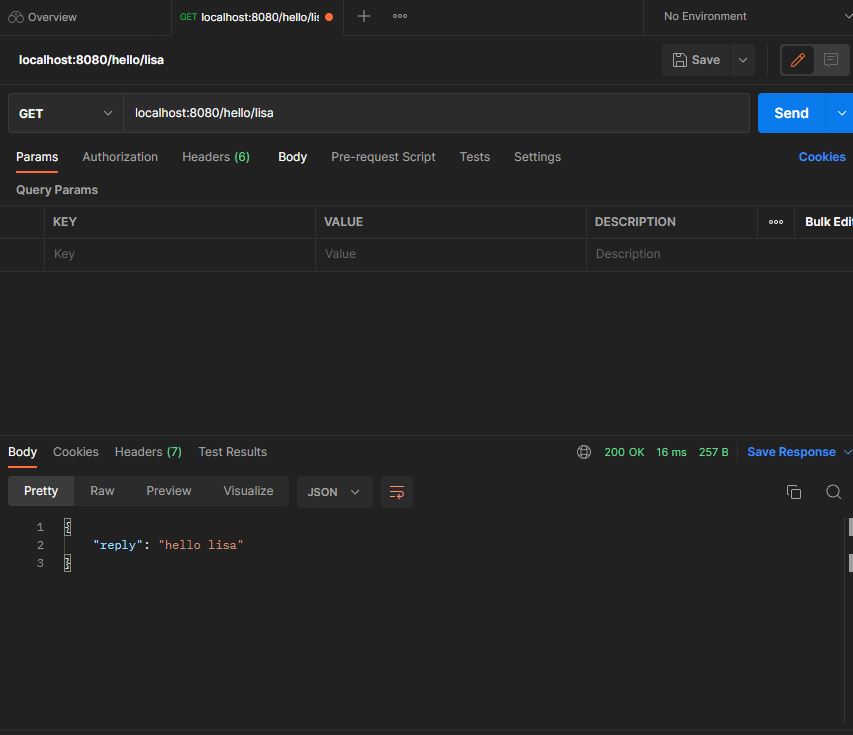 Overview
GET localhost:8080/hello/lis
No Environment
localhost:8080/hello/lisa
Save
GET
localhost:8080/hello/lisa
Send
Params Authorization Headers (6) Body Pre-request Script Tests Settings Cookies
Query Params
KEY VALUE DESCRIPTION Bulk Edit
Key Value Description
Body Cookies Headers (7) Test Results 200 OK 16 ms 257 B Save Response
Pretty Raw Preview Visualize JSON
1 {
2 "reply": "hello lisa"
3 }